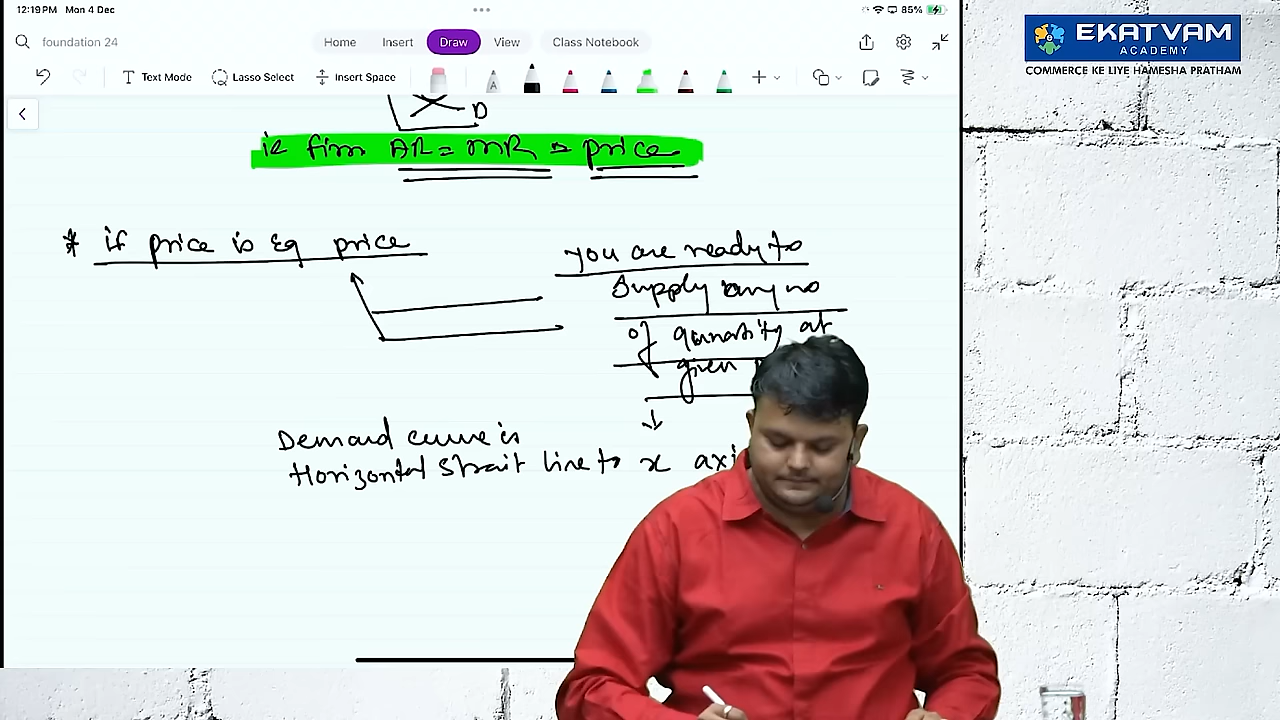 12:19 PM Mon 4 Dec
85%
foundation 24
Home Insert Draw View Class Notebook
Text Mode Lasso Select Insert Space
D
ie firm AR = MR = price
* if price is Eq price
you are ready to
Supply any no
of quantity at
given
Demand curve is
Horizontal Strait line to x axi
EKATVAM
ACADEMY
COMMERCE KE LIYE HAMESHA PRATHAM